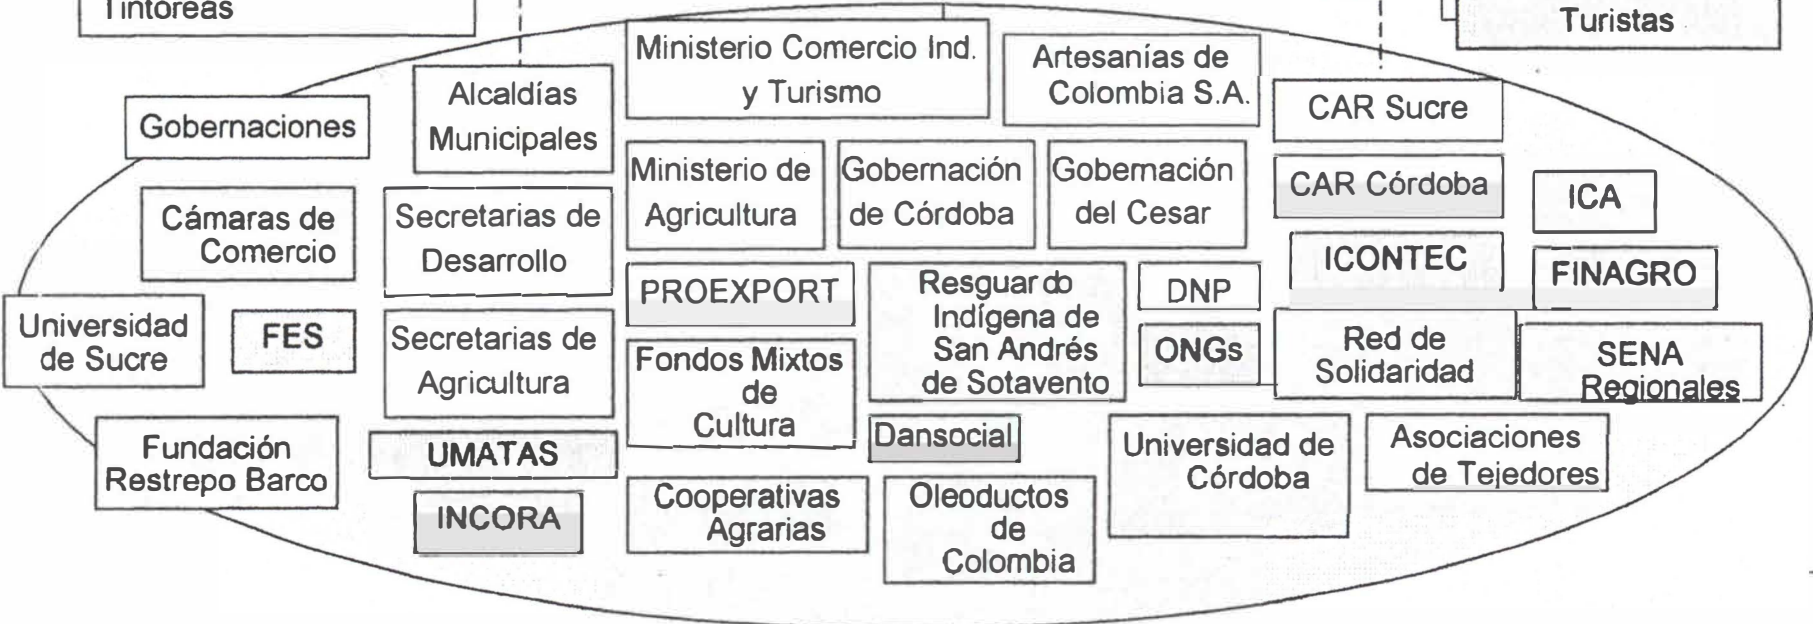 Tintóreas
Turistas
Ministerio Comercio Ind.
y Turismo
Artesanías de
Colombia S.A.
Alcaldías
Municipales
CAR Sucre
Gobernaciones
Ministerio de
Agricultura
Gobernación
de Córdoba
Gobernación
del Cesar
CAR Córdoba
ICA
Cámaras de
Comercio
Secretarias de
Desarrollo
ICONTEC
FINAGRO
PROEXPORT
Resguardo
Indígena de
San Andrés
de Sotavento
DNP
Universidad
de Sucre
FES
Secretarias de
Agricultura
Fondos Mixtos
de
Cultura
ONGs
Red de
Solidaridad
SENA
Regionales
Fundación
Restrepo Barco
UMATAS
Dansocial
Universidad de
Córdoba
Asociaciones
de Tejedores
INCORA
Cooperativas
Agrarias
Oleoductos
de
Colombia